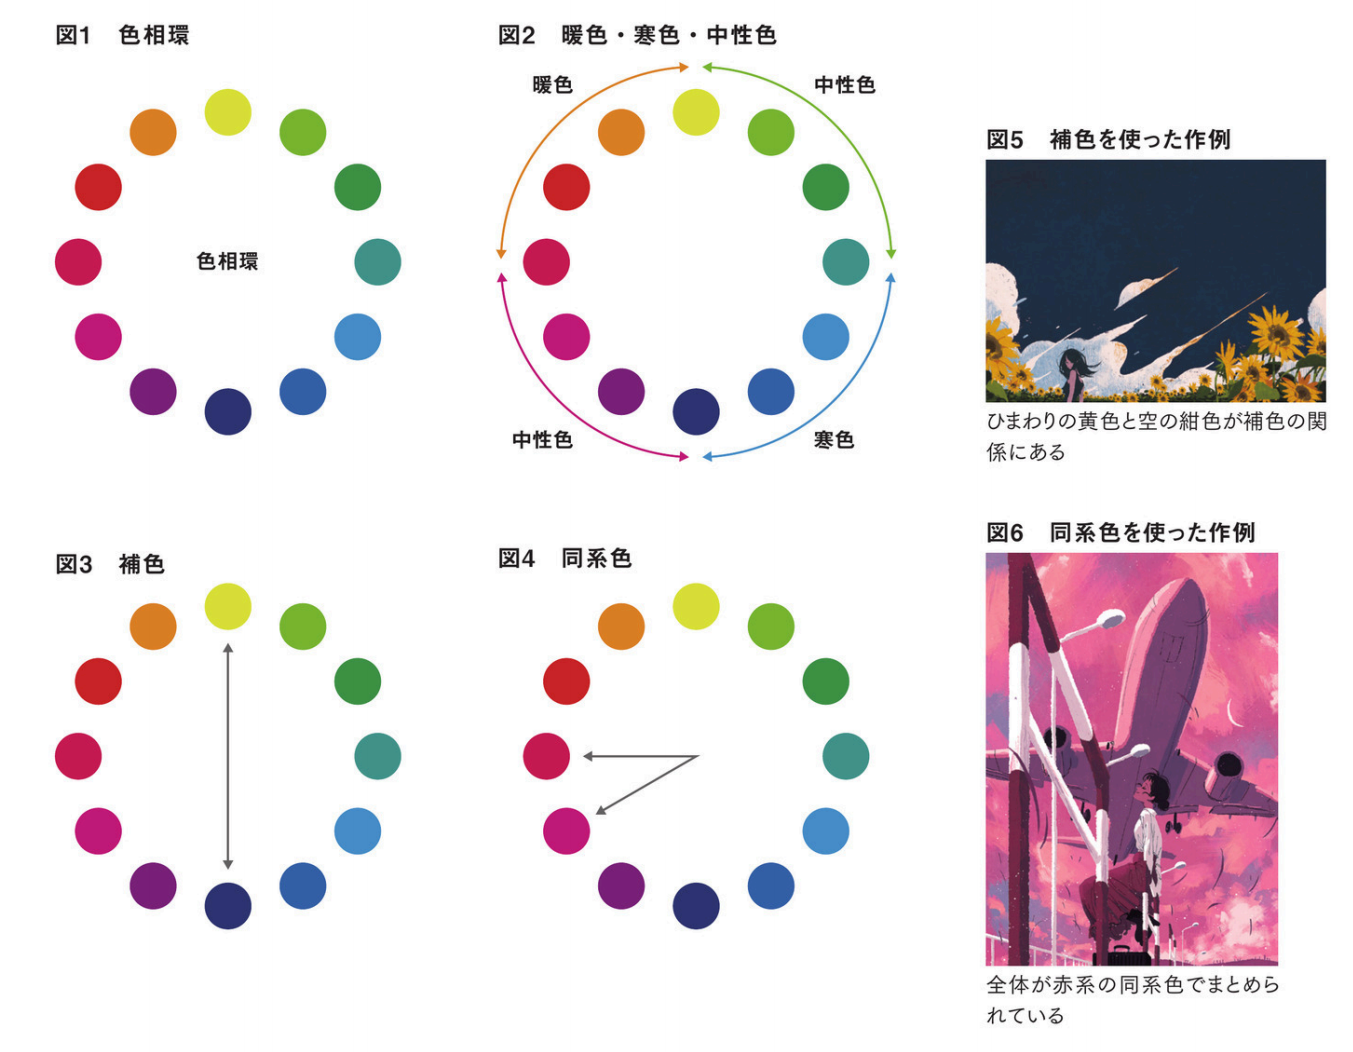 図1　色相環
色相環
図2　暖色・寒色・中性色
暖色
中性色
中性色
寒色
図3　補色
図4　同系色
図5　補色を使った作例
ひまわりの黄色と空の紺色が補色の関
係にある
図6　同系色を使った作例
全体が赤系の同系色でまとめら
れている